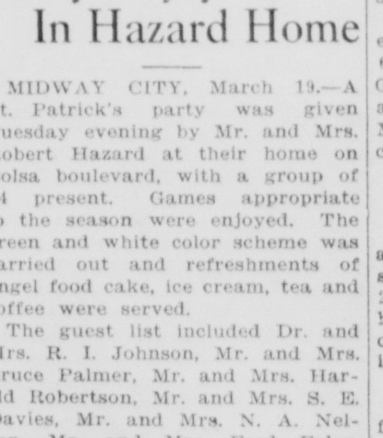 In Hazard Home
MIDWAY CITY, March 19.—A
t. Patrick's party was given
uesday evening by Mr. and Mrs.
obert Hazard at their home on
olsa boulevard, with a group of
4 present. Games appropriate
o the season were enjoyed. The
reen and white color scheme was
arried out and refreshments of
ngel food cake, ice cream, tea and
offee were served.
The guest list included Dr. and
rs. R. I. Johnson, Mr. and Mrs.
ruce Palmer, Mr. and Mrs. Har-
ld Robertson, Mr. and Mrs. S. E.
avies, Mr. and Mrs. N. A. Nel-